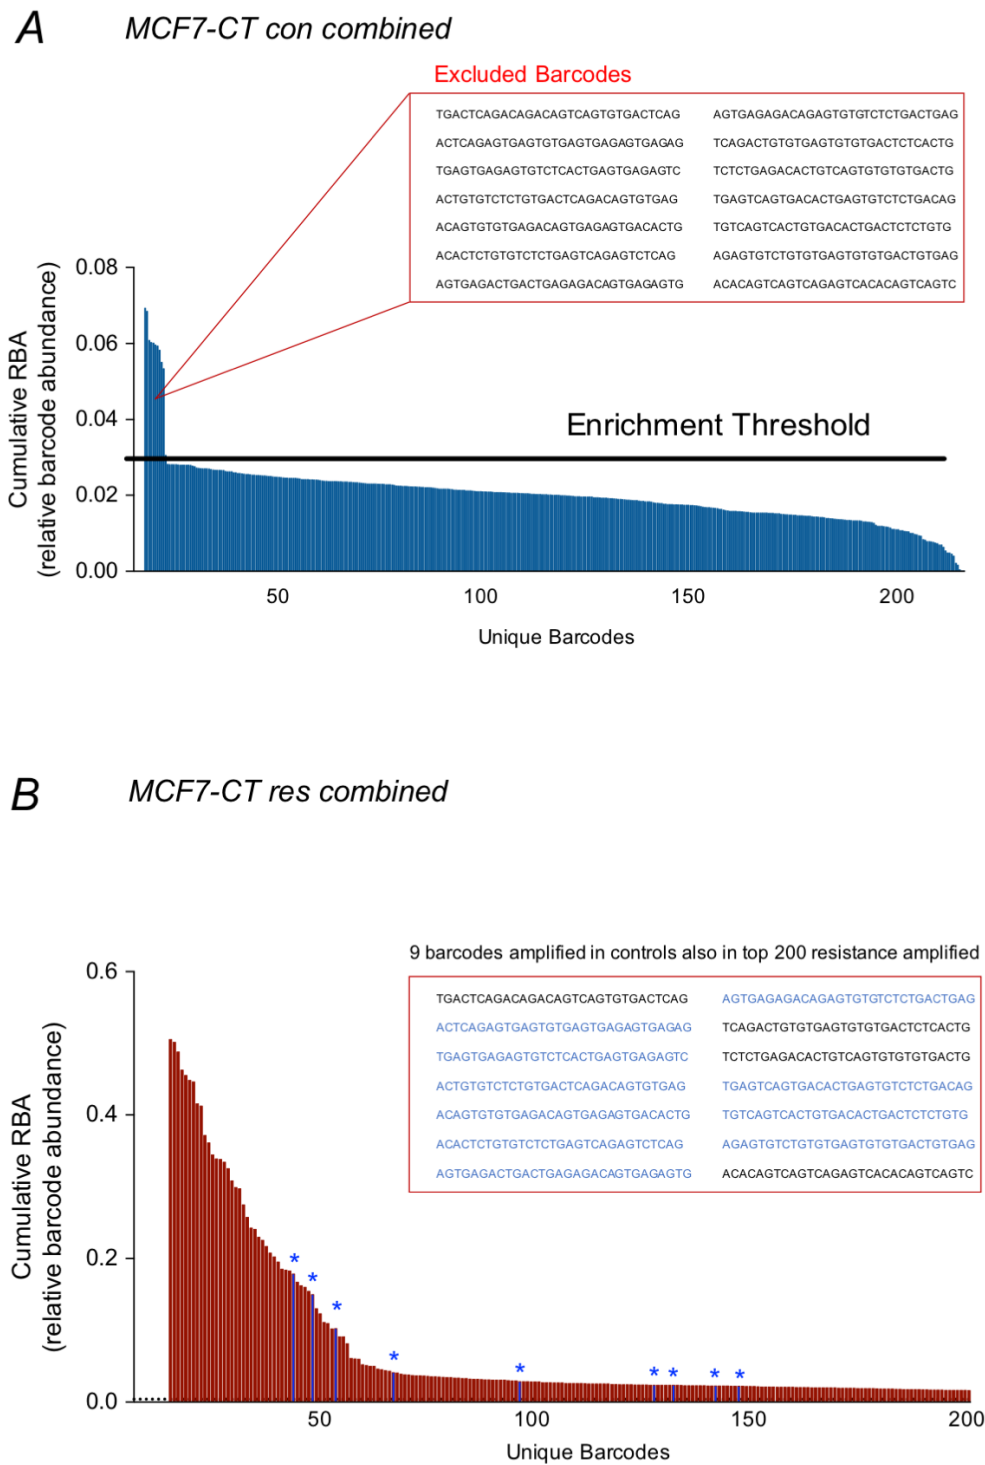 A MCF7-CT con combined
Excluded Barcodes
TGACTCAGACAGACAGTCAGTGTGACTCAG AGTGAGAGACAGAGTGTGTCTCTGACTGAG
ACTCAGAGTGAGTGTGAGTGAGAGTGAGAG TCAGACTGTGTGAGTGTGTGACTCTCACTG
TGAGTGAGAGTGTCTCACTGAGTGAGAGTC TCTCTGAGACACTGTCAGTGTGTGTGACTG
ACTGTGTCTCTGTGACTCAGACAGTGTGAG TGAGTCAGTGACACTGAGTGTCTCTGACAG
ACAGTGTGTGAGACAGTGAGAGTGACACTG TGTCAGTCACTGTGACACTGACTCTCTGTG
ACACTCTGTGTCTCTGAGTCAGAGTCTCAG AGAGTGTCTGTGTGAGTGTGTGACTGTGAG
AGTGAGACTGACTGAGAGACAGTGAGAGTG ACACAGTCAGTCAGAGTCACACAGTCAGTC
Cumulative RBA
(relative barcode abundance)
0.08
0.06
0.04
0.02
0.00
Enrichment Threshold
50 100 150 200
Unique Barcodes
B MCF7-CT res combined
9 barcodes amplified in controls also in top 200 resistance amplified
TGACTCAGACAGACAGTCAGTGTGACTCAG AGTGAGAGACAGAGTGTGTCTCTGACTGAG
ACTCAGAGTGAGTGTGAGTGAGAGTGAGAG TCAGACTGTGTGAGTGTGTGACTCTCACTG
TGAGTGAGAGTGTCTCACTGAGTGAGAGTC TCTCTGAGACACTGTCAGTGTGTGTGACTG
ACTGTGTCTCTGTGACTCAGACAGTGTGAG TGAGTCAGTGACACTGAGTGTCTCTGACAG
ACAGTGTGTGAGACAGTGAGAGTGACACTG TGTCAGTCACTGTGACACTGACTCTCTGTG
ACACTCTGTGTCTCTGAGTCAGAGTCTCAG AGAGTGTCTGTGTGAGTGTGTGACTGTGAG
AGTGAGACTGACTGAGAGACAGTGAGAGTG ACACAGTCAGTCAGAGTCACACAGTCAGTC
Cumulative RBA
(relative barcode abundance)
0.6
0.4
0.2
0.0
* * * * * * * * *
50 100 150 200
Unique Barcodes